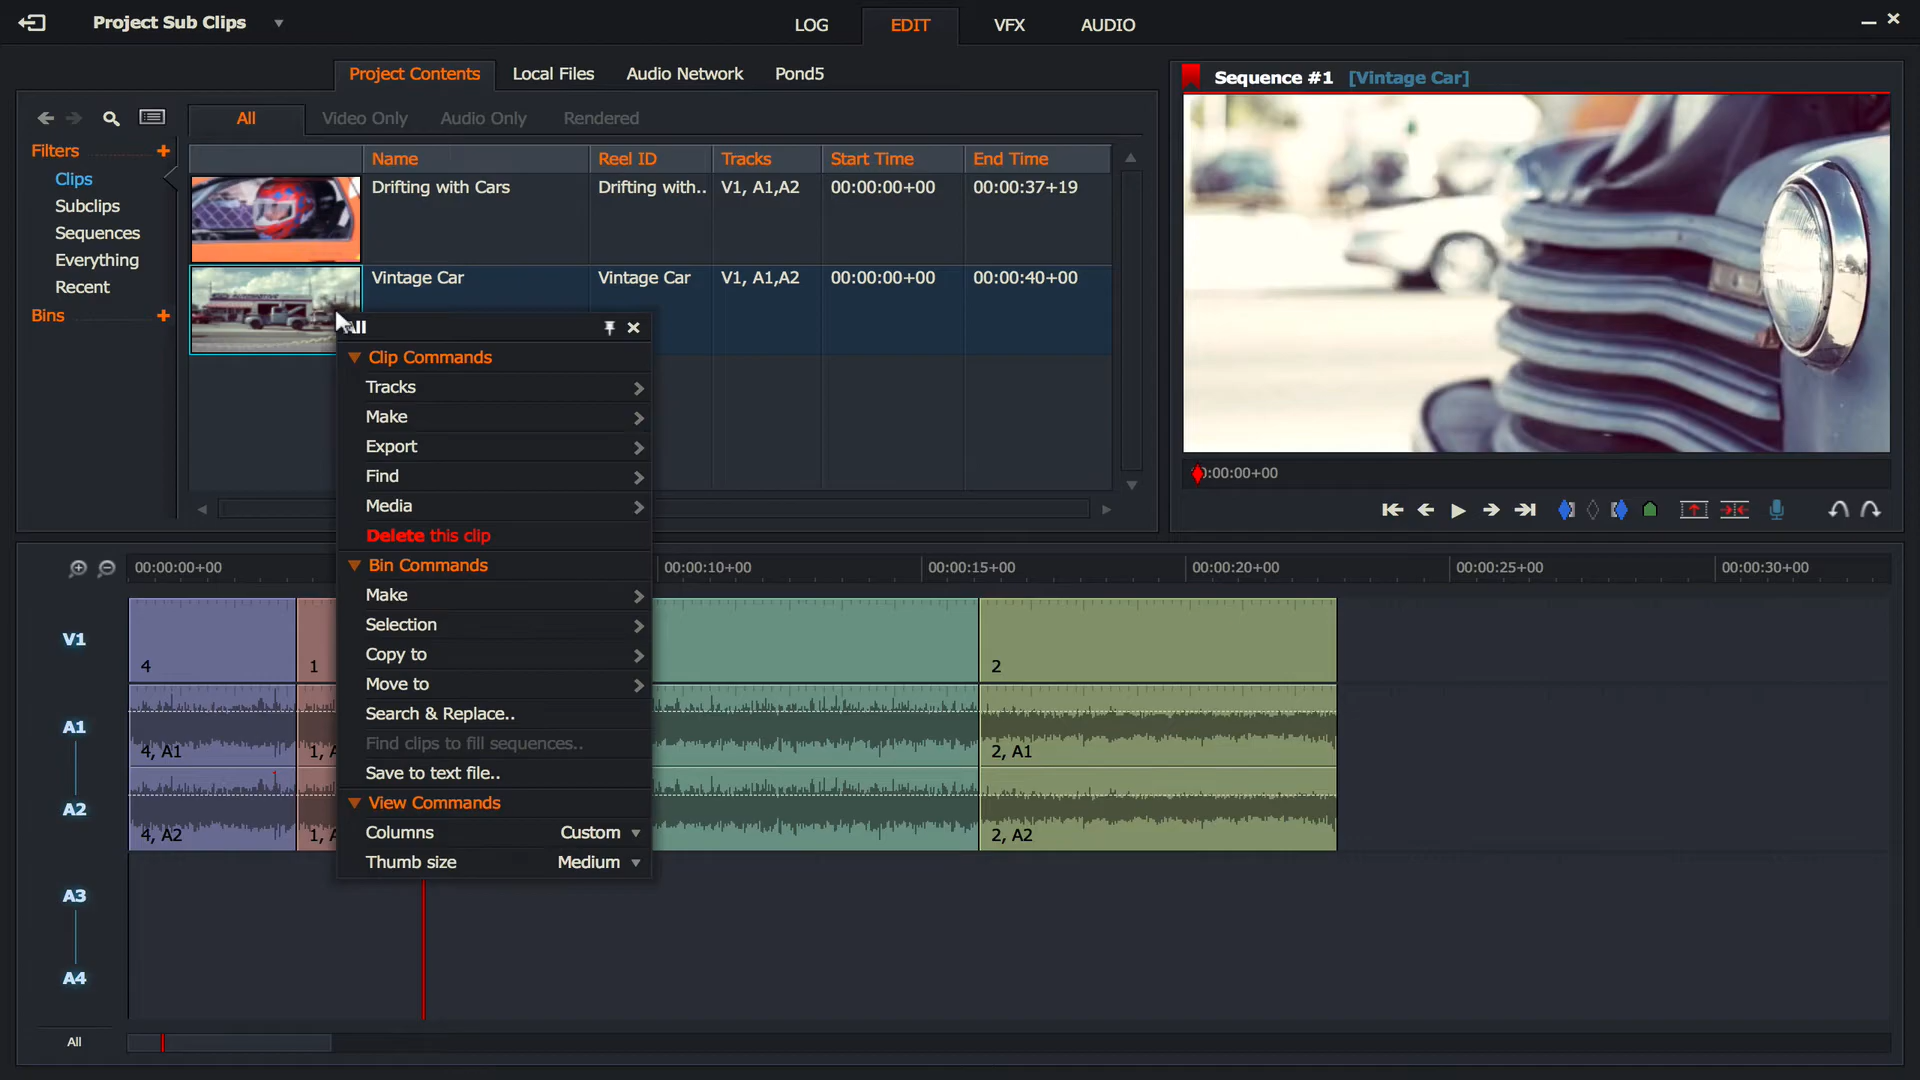 Project Sub Clips
LOG
EDIT
VFX
AUDIO
Project Contents
Local Files
Audio Network
Pond5
Sequence #1 [Vintage Car]
All
Video Only
Audio Only
Rendered
Filters
Clips
Subclips
Sequences
Everything
Recent
Bins
Name
Reel ID
Tracks
Start Time
End Time
Drifting with Cars
Drifting with..
V1, A1,A2
00:00:00+00
00:00:37+19
Vintage Car
Vintage Car
V1, A1,A2
00:00:00+00
00:00:40+00
All
Clip Commands
Tracks
Make
Export
Find
Media
Delete this clip
Bin Commands
Make
Selection
Copy to
Move to
Search & Replace..
Find clips to fill sequences..
Save to text file..
View Commands
Columns
Custom
Thumb size
Medium
:00:00+00
00:00:00+00
00:00:10+00
00:00:15+00
00:00:20+00
00:00:25+00
00:00:30+00
V1
4
1
2
A1
4, A1
1, A
2, A1
A2
4, A2
1, A
2, A2
A3
A4
All